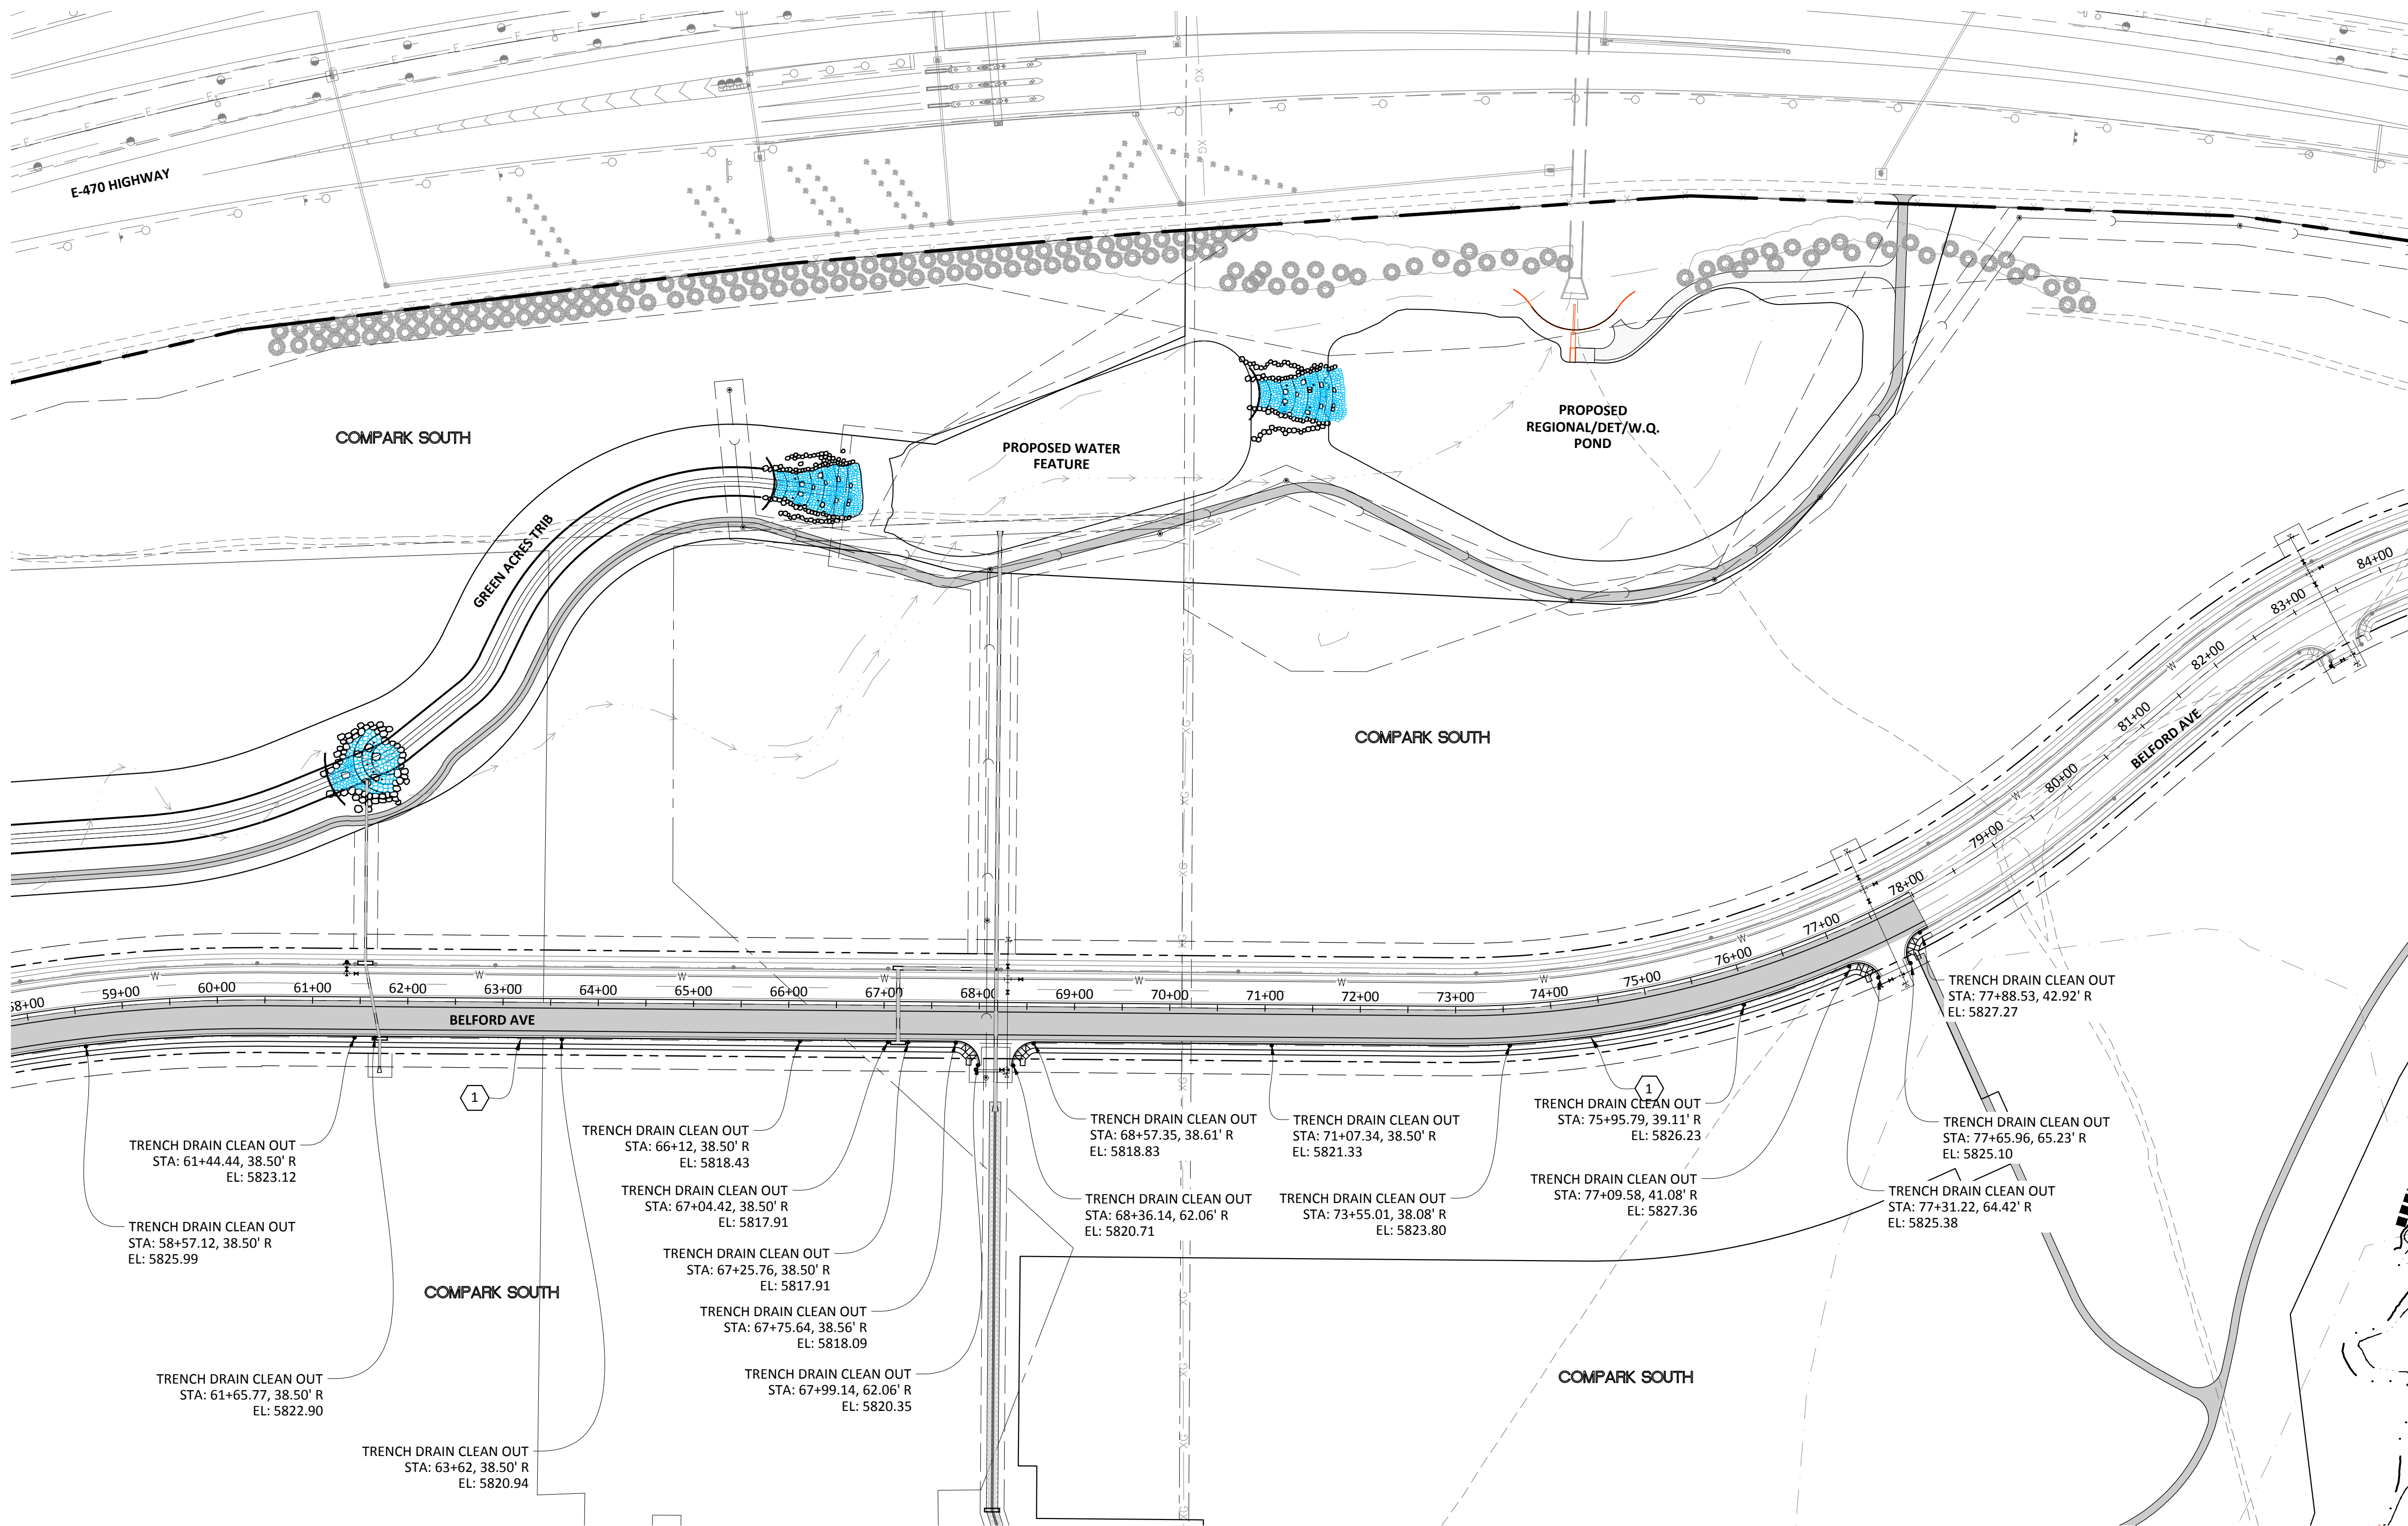 E-470 HIGHWAY
XG
XG
COMPARK SOUTH
PROPOSED WATER
FEATURE
PROPOSED
REGIONAL/DET/W.Q.
POND
GREEN ACRES TRIB
COMPARK SOUTH
84+00
83+00
82+00
81+00
80+00
79+00
78+00
77+00
76+00
75+00
74+00
73+00
72+00
71+00
70+00
69+00
68+00
67+00
66+00
65+00
64+00
63+00
62+00
61+00
60+00
59+00
58+00
BELFORD AVE
BELFORD AVE
1
1
TRENCH DRAIN CLEAN OUT
STA: 77+88.53, 42.92' R
EL: 5827.27
TRENCH DRAIN CLEAN OUT
STA: 61+44.44, 38.50' R
EL: 5823.12
TRENCH DRAIN CLEAN OUT
STA: 66+12, 38.50' R
EL: 5818.43
TRENCH DRAIN CLEAN OUT
STA: 68+57.35, 38.61' R
EL: 5818.83
TRENCH DRAIN CLEAN OUT
STA: 71+07.34, 38.50' R
EL: 5821.33
TRENCH DRAIN CLEAN OUT
STA: 75+95.79, 39.11' R
EL: 5826.23
TRENCH DRAIN CLEAN OUT
STA: 77+65.96, 65.23' R
EL: 5825.10
TRENCH DRAIN CLEAN OUT
STA: 58+57.12, 38.50' R
EL: 5825.99
TRENCH DRAIN CLEAN OUT
STA: 67+04.42, 38.50' R
EL: 5817.91
TRENCH DRAIN CLEAN OUT
STA: 68+36.14, 62.06' R
EL: 5820.71
TRENCH DRAIN CLEAN OUT
STA: 73+55.01, 38.08' R
EL: 5823.80
TRENCH DRAIN CLEAN OUT
STA: 77+09.58, 41.08' R
EL: 5827.36
TRENCH DRAIN CLEAN OUT
STA: 77+31.22, 64.42' R
EL: 5825.38
TRENCH DRAIN CLEAN OUT
STA: 67+25.76, 38.50' R
EL: 5817.91
COMPARK SOUTH
TRENCH DRAIN CLEAN OUT
STA: 67+75.64, 38.56' R
EL: 5818.09
TRENCH DRAIN CLEAN OUT
STA: 61+65.77, 38.50' R
EL: 5822.90
TRENCH DRAIN CLEAN OUT
STA: 67+99.14, 62.06' R
EL: 5820.35
COMPARK SOUTH
TRENCH DRAIN CLEAN OUT
STA: 63+62, 38.50' R
EL: 5820.94